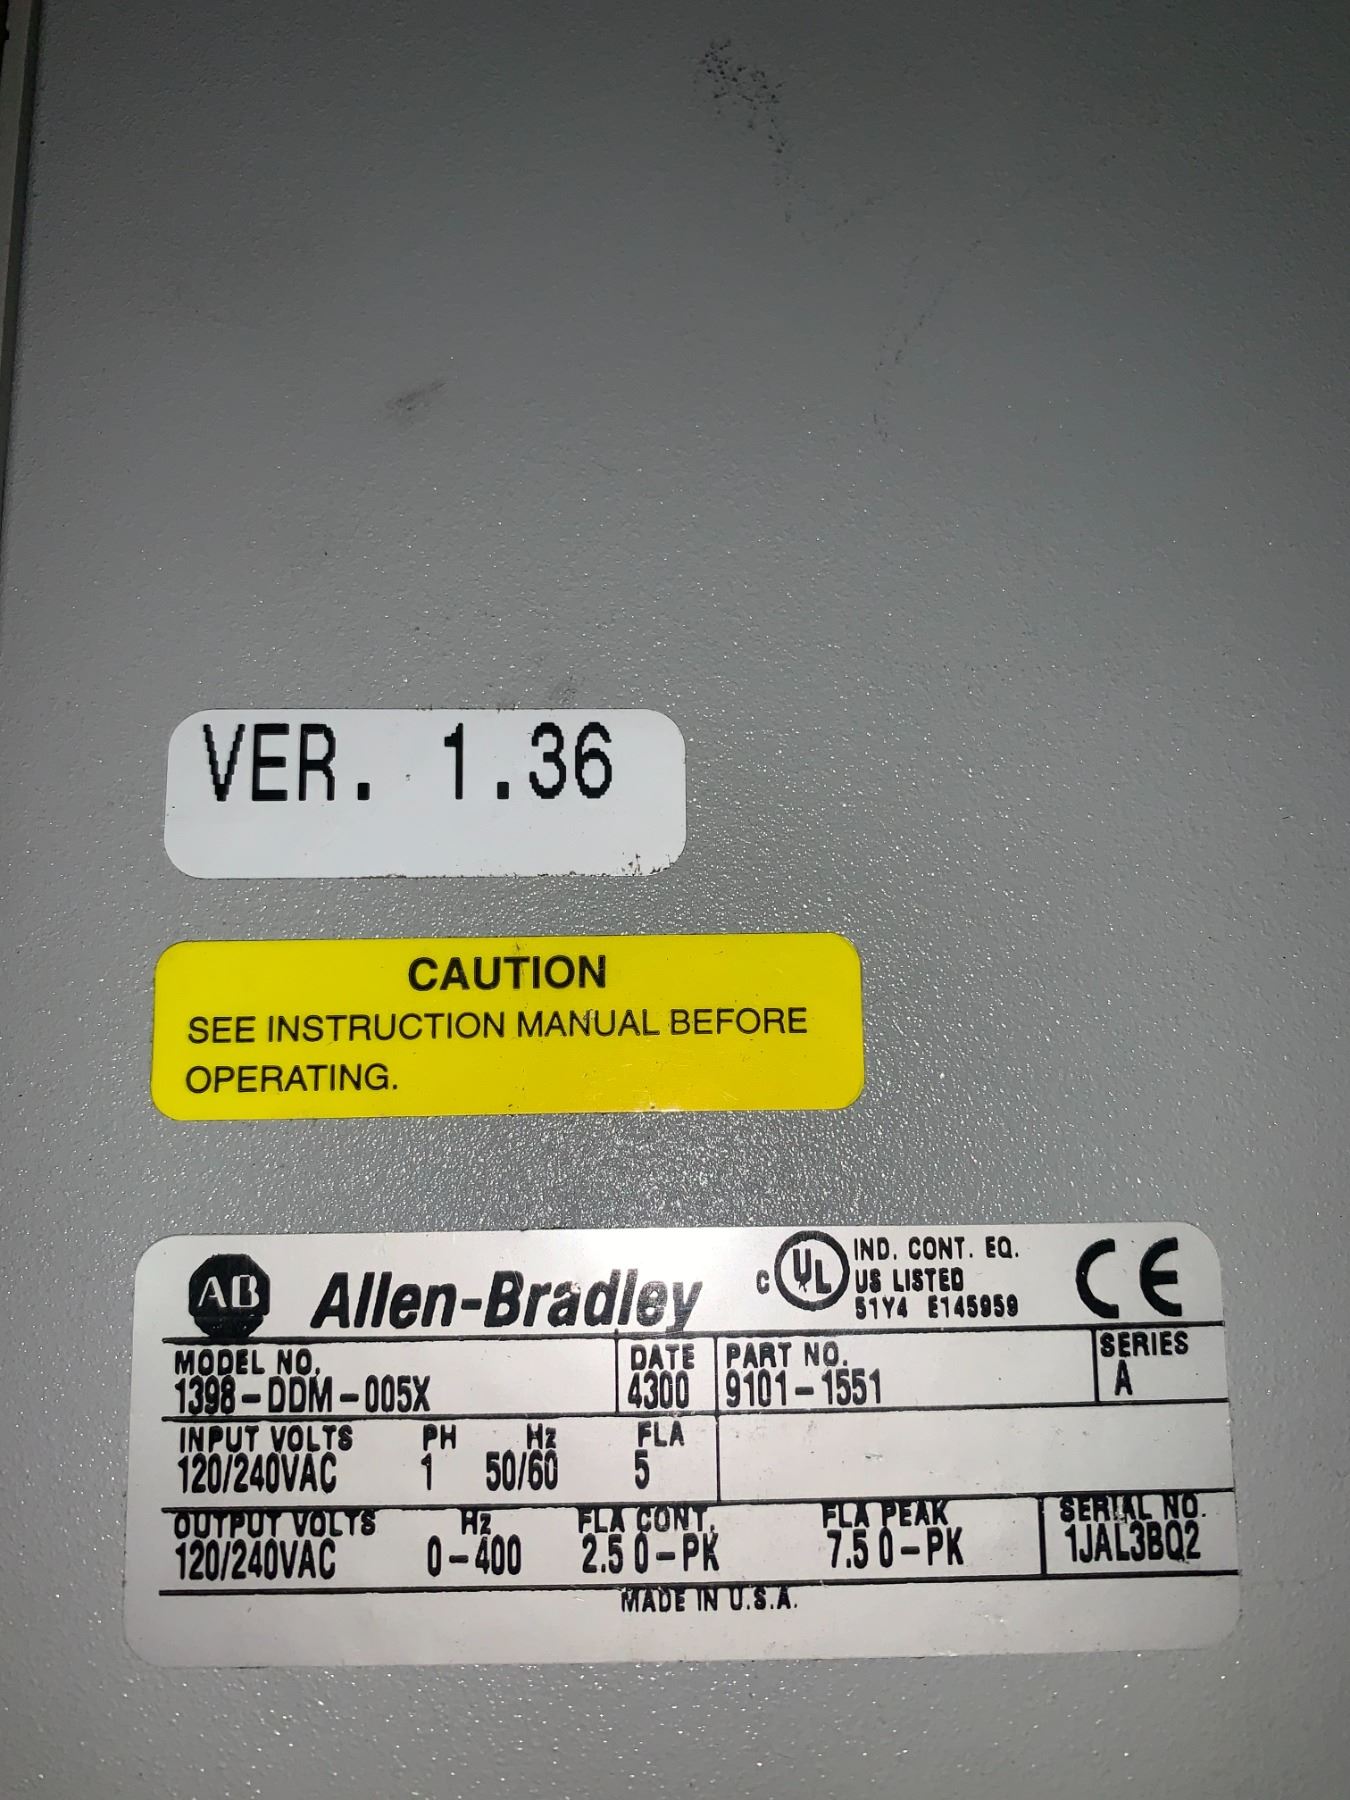 VER. 1.36
CAUTION
SEE INSTRUCTION MANUAL BEFORE
OPERATING.
AB Allen-Bradley
C UL US LISTED
IND. CONT. EQ.
51Y4 E145959
CE
MODEL NO. DATE PART NO. SERIES
1398-DDM-005X 4300 9101-1551 A
INPUT VOLTS PH Hz FLA
120/240VAC 1 50/60 5
OUTPUT VOLTS Hz FLA CONT. FLA PEAK SERIAL NO.
120/240VAC 0-400 2.5 0-PK 7.5 0-PK 1JAL3BQ2
MADE IN U.S.A.